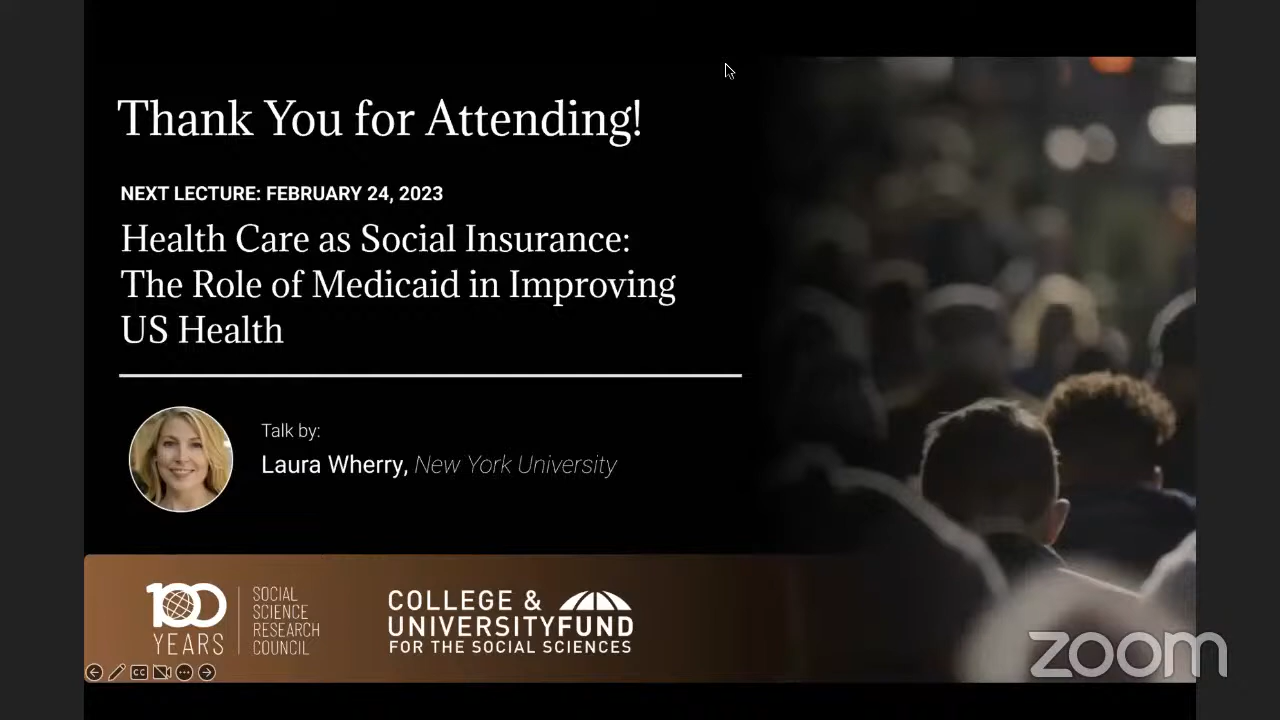 Thank You for Attending!
NEXT LECTURE: FEBRUARY 24, 2023
Health Care as Social Insurance:
The Role of Medicaid in Improving
US Health
Talk by:
Laura Wherry, New York University
100
YEARS
SOCIAL
SCIENCE
RESEARCH
COUNCIL
COLLEGE &
UNIVERSITYFUND
FOR THE SOCIAL SCIENCES
CC
zoom